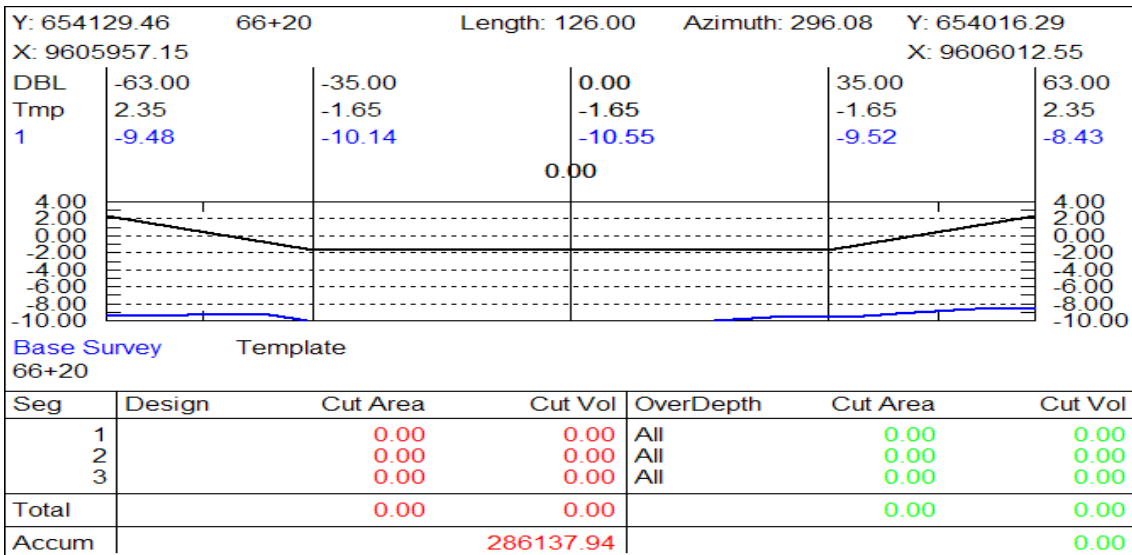 Y: 654129.46 66+20 Length: 126.00 Azimuth: 296.08 Y: 654016.29
X: 9605957.15 X: 9606012.55
DBL -63.00 -35.00 0.00 35.00 63.00
Tmp 2.35 -1.65 -1.65 -1.65 2.35
1 -9.48 -10.14 -10.55 -9.52 -8.43
0.00
4.00 4.00
2.00 2.00
0.00 0.00
-2.00 -2.00
-4.00 -4.00
-6.00 -6.00
-8.00 -8.00
-10.00 -10.00
Base Survey Template
66+20
Seg Design Cut Area Cut Vol OverDepth Cut Area Cut Vol
1 0.00 0.00 All 0.00 0.00
2 0.00 0.00 All 0.00 0.00
3 0.00 0.00 All 0.00 0.00
Total 0.00 0.00 0.00 0.00
Accum 286137.94 0.00